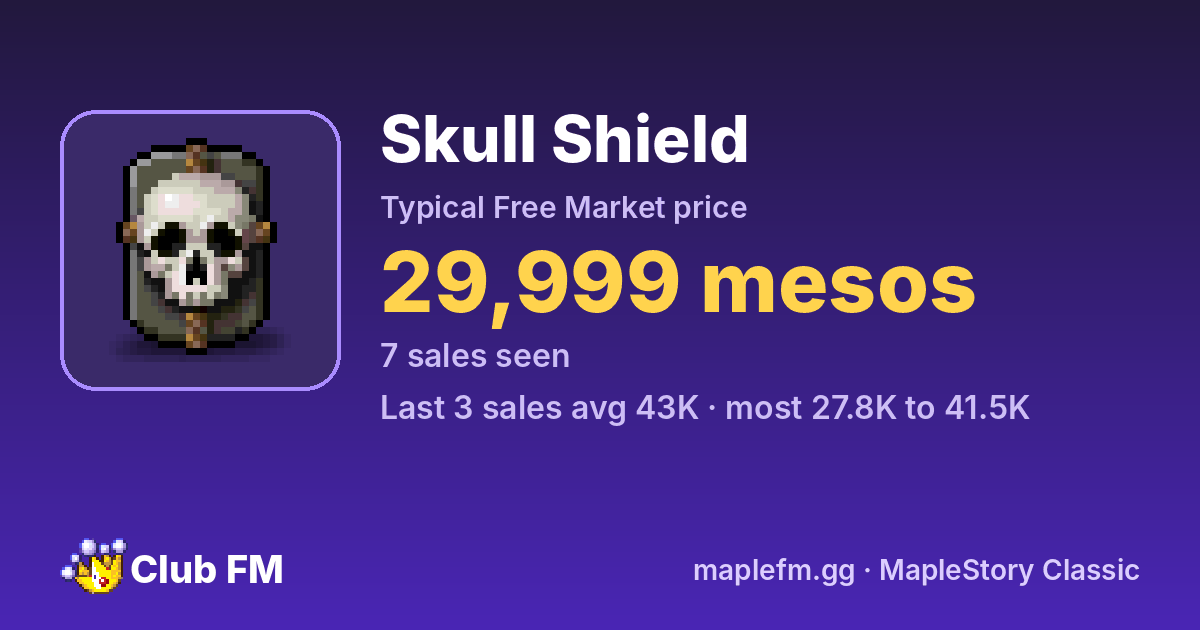 Skull Shield
Typical Free Market price
29,999 mesos
7 sales seen
Last 3 sales avg 43K · most 27.8K to 41.5K
Club FM
maplefm.gg · MapleStory Classic